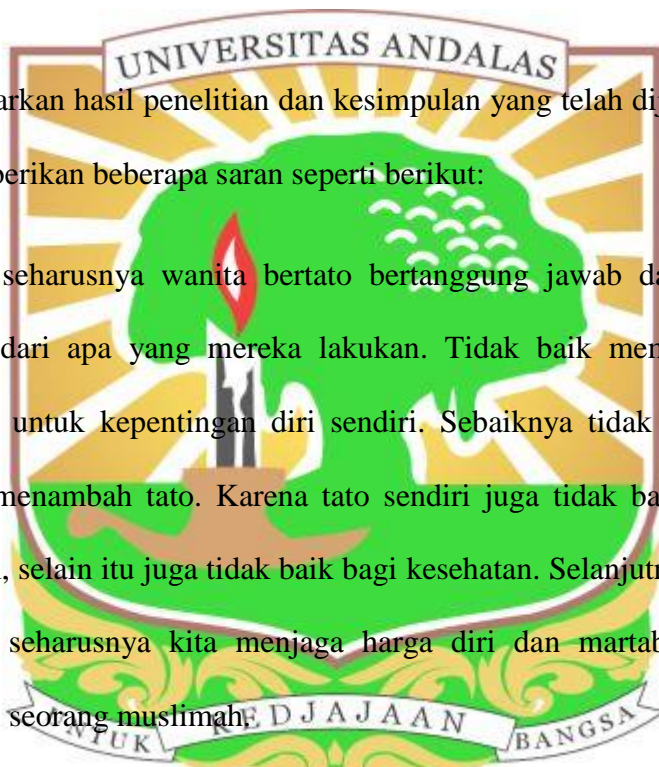 UNIVERSITAS ANDALAS
arkan hasil penelitian dan kesimpulan yang telah dij
berikan beberapa saran seperti berikut:
seharusnya wanita bertato bertanggung jawab da
dari apa yang mereka lakukan. Tidak baik men
untuk kepentingan diri sendiri. Sebaiknya tidak
menambah tato. Karena tato sendiri juga tidak ba
, selain itu juga tidak baik bagi kesehatan. Selanjutn
seharusnya kita menjaga harga diri dan martab
seorang muslimah.
UNTUK KEDJAJAAN BANGSA